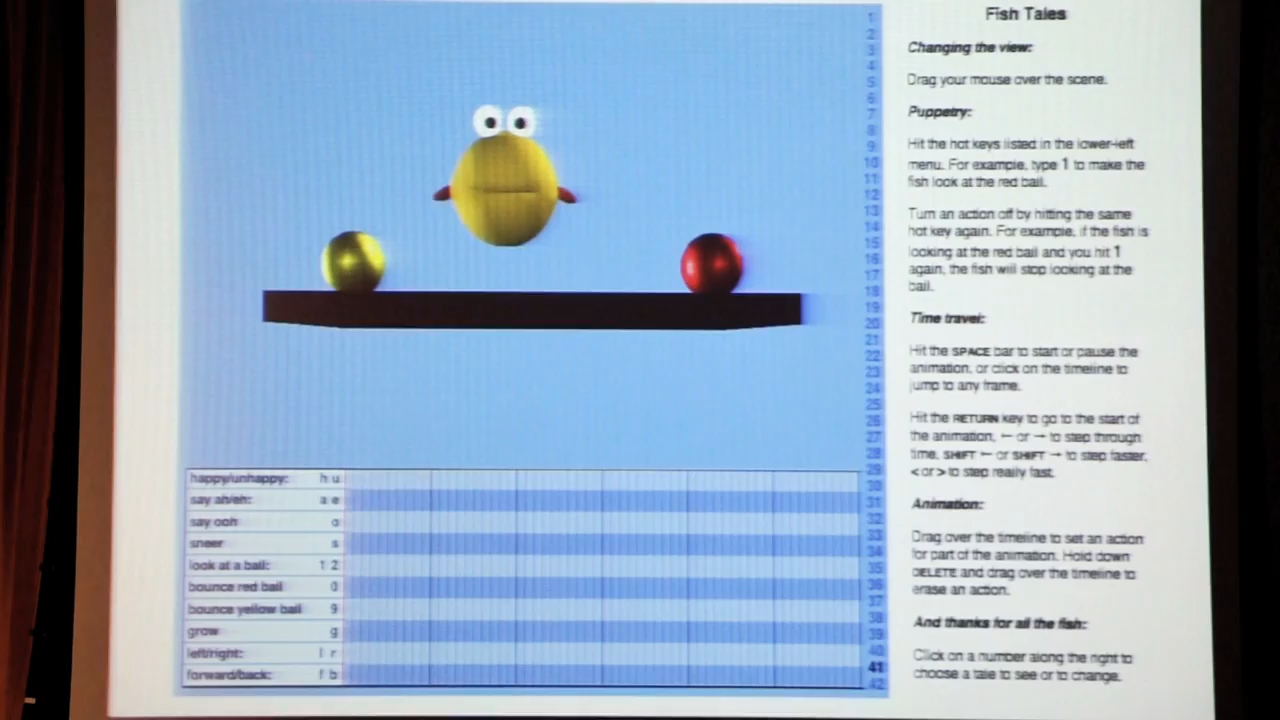 1
2
3
4
5
6
7
8
9
10
11
12
13
14
15
16
17
18
19
20
21
22
23
24
25
26
27
28
29
30
31
32
33
34
35
36
37
38
39
40
41
42
happy/unhappy: h u
say ah/eh: a e
say ooh o
sneer s
look at a ball: 1 2
bounce red ball 0
bounce yellow ball 9
grow g
left/right: l r
forward/back: f b
Fish Tales
Changing the view:
Drag your mouse over the scene.
Puppetry:
Hit the hot keys listed in the lower-left
menu. For example, type 1 to make the
fish look at the red ball.
Turn an action off by hitting the same
hot key again. For example, if the fish is
looking at the red ball and you hit 1
again, the fish will stop looking at the
ball.
Time travel:
Hit the SPACE bar to start or pause the
animation, or click on the timeline to
jump to any frame.
Hit the RETURN key to go to the start of
the animation, ← or → to step through
time, SHIFT ← or SHIFT → to step faster,
< or > to step really fast.
Animation:
Drag over the timeline to set an action
for part of the animation. Hold down
DELETE and drag over the timeline to
erase an action.
And thanks for all the fish:
Click on a number along the right to
choose a tale to see or to change.